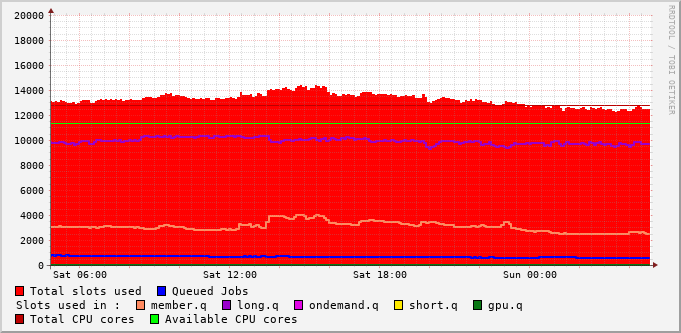 20000
18000
16000
14000
12000
10000
8000
6000
4000
2000
0
Sat 06:00 Sat 12:00 Sat 18:00 Sun 00:00
RRDTOOL / TOBI OETIKER
Total slots used Queued Jobs
Slots used in : member.q long.q ondemand.q short.q gpu.q
Total CPU cores Available CPU cores